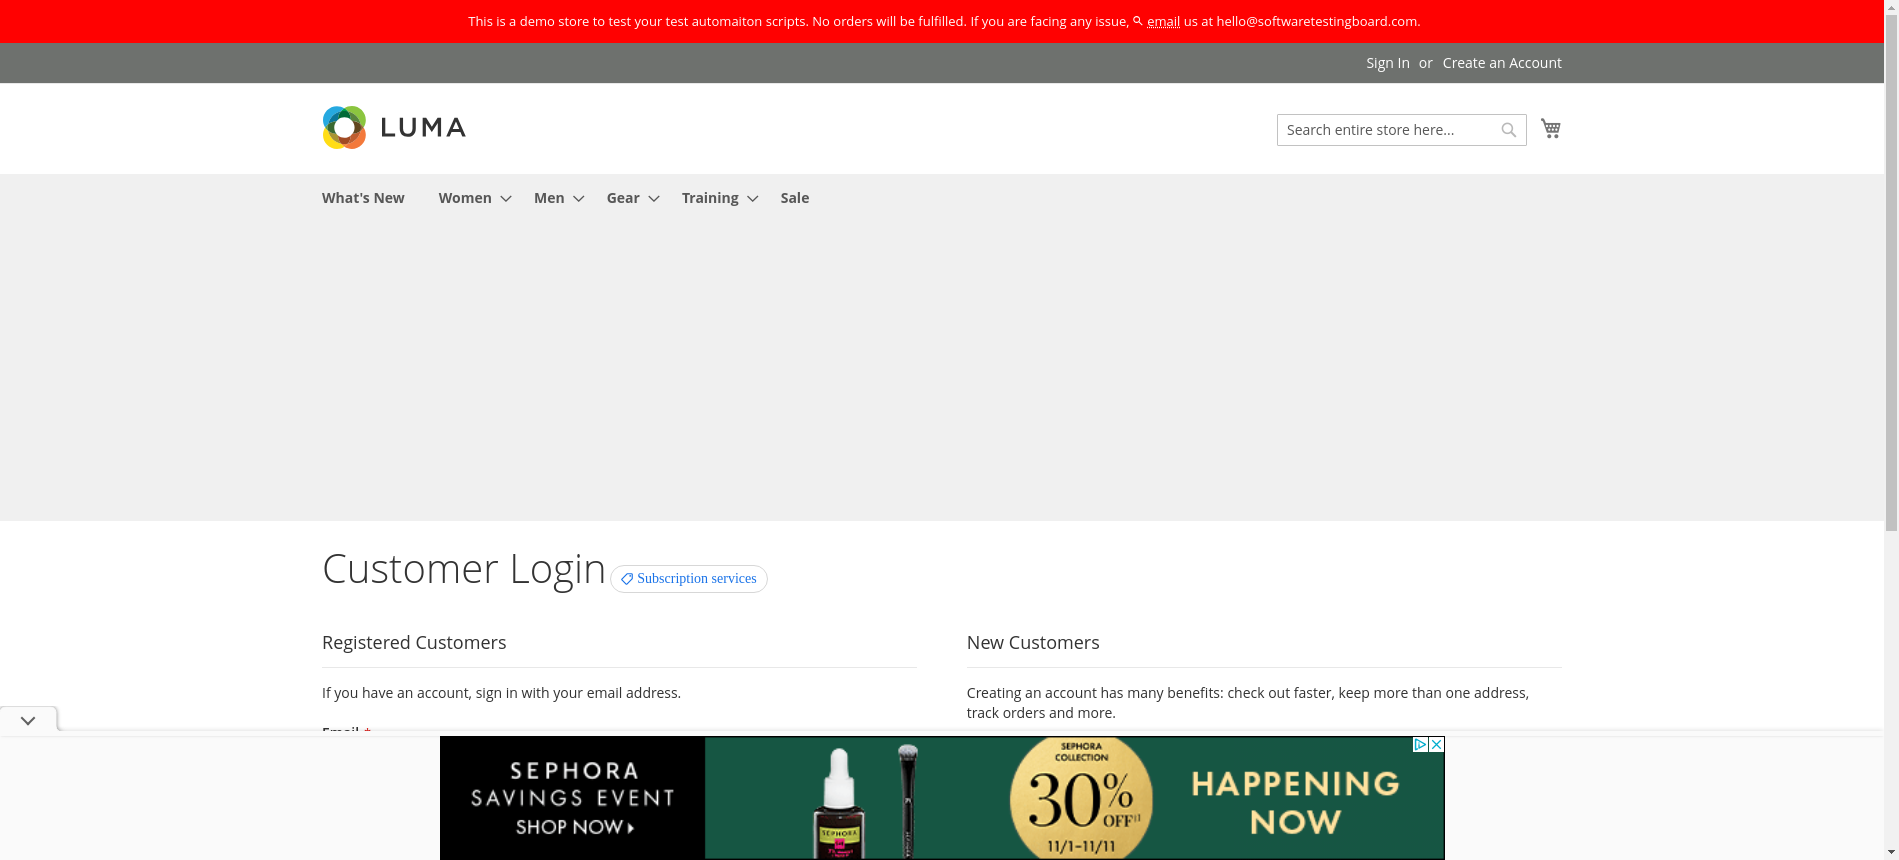 This is a demo store to test your test automaiton scripts. No orders will be fulfilled. If you are facing any issue, email us at hello@softwaretestingboard.com.
Sign In or Create an Account
LUMA
Search entire store here...
What's New Women Men Gear Training Sale
Customer Login
Subscription services
Registered Customers
If you have an account, sign in with your email address.
New Customers
Creating an account has many benefits: check out faster, keep more than one address,
track orders and more.
Email *
SEPHORA
SAVINGS EVENT
SHOP NOW
SEPHORA
SEPHORA
COLLECTION
30%
OFF
11/1–11/11
HAPPENING
NOW